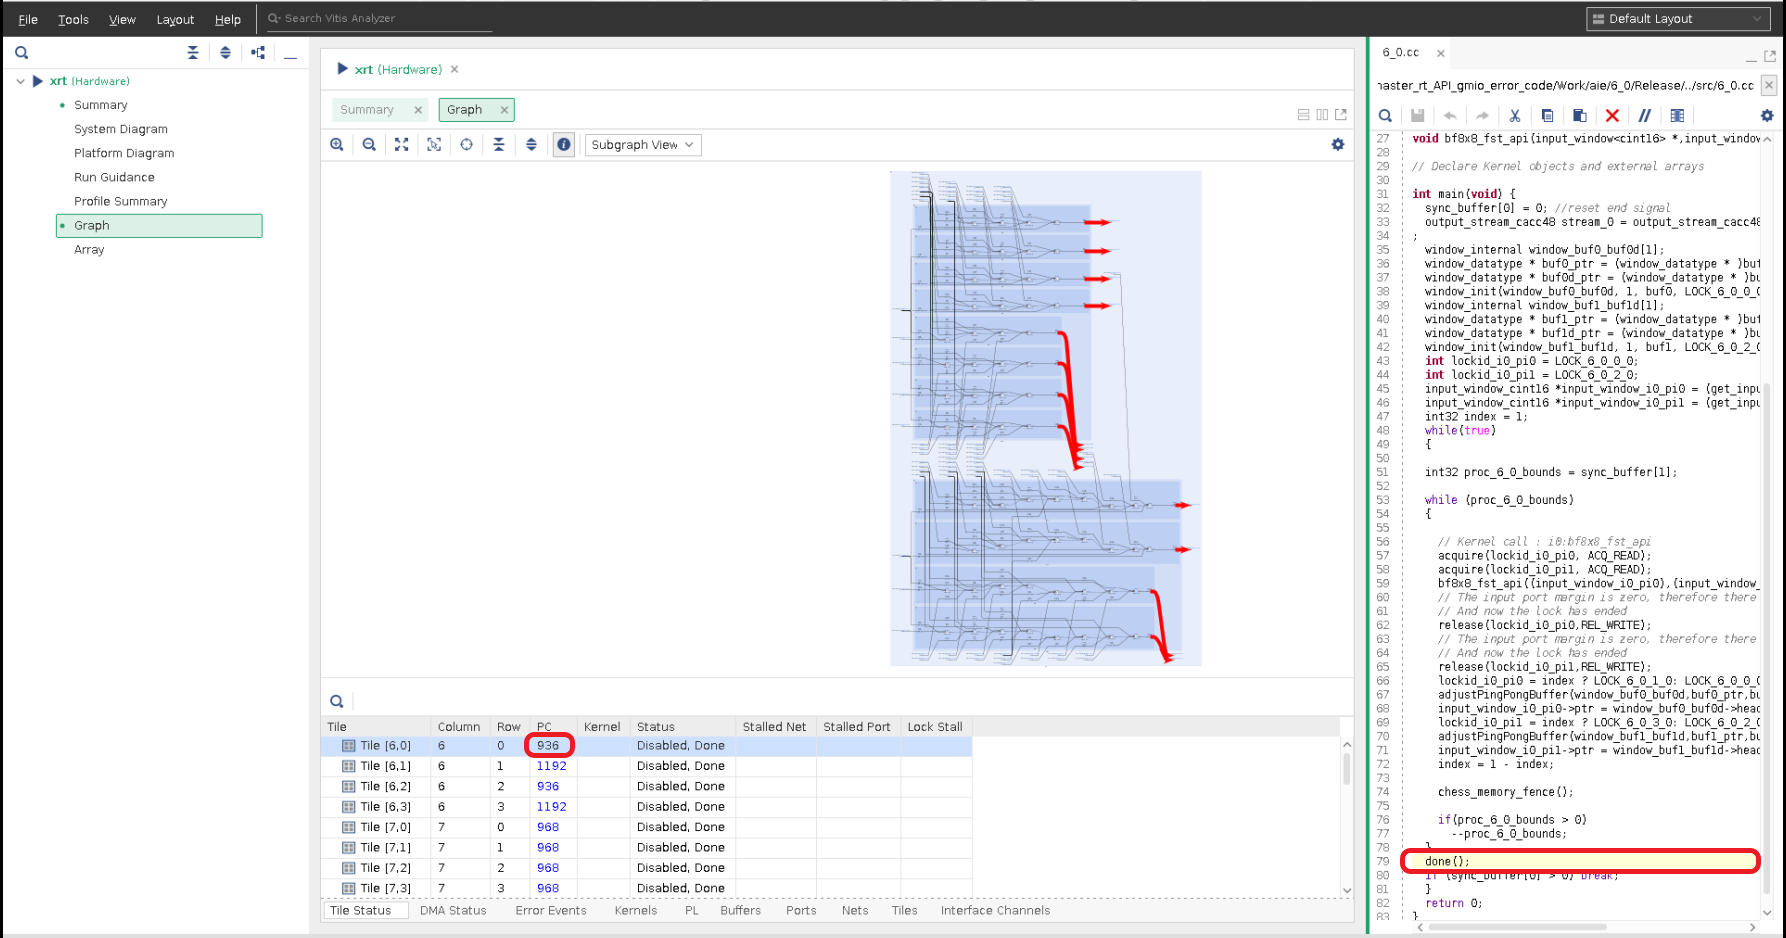 File Tools View Layout Help Search Vitis Analyzer Default Layout
xrt (Hardware)
Summary
System Diagram
Platform Diagram
Run Guidance
Profile Summary
Graph
Array
xrt (Hardware)
Summary Graph
Subgraph View
Tile Column Row PC Kernel Status Stalled Net Stalled Port Lock Stall
Tile [6,0] 6 0 936 Disabled, Done
Tile [6,1] 6 1 1192 Disabled, Done
Tile [6,2] 6 2 936 Disabled, Done
Tile [6,3] 6 3 1192 Disabled, Done
Tile [7,0] 7 0 968 Disabled, Done
Tile [7,1] 7 1 968 Disabled, Done
Tile [7,2] 7 2 968 Disabled, Done
Tile [7,3] 7 3 968 Disabled, Done
Tile Status DMA Status Error Events Kernels PL Buffers Ports Nets Tiles Interface Channels
6_0.cc
naster_rt_API_gmio_error_code/Work/aie/6_0/Release/../src/6_0.cc
27 void bf8x8_fst_api(input_window<cint16> *,input_window
28
29 // Declare Kernel objects and external arrays
30
31 int main(void) {
32 sync_buffer[0] = 0; //reset end signal
33 output_stream_cacc48 stream_0 = output_stream_cacc48
34 ;
35 window_internal window_buf0_buf0d[1];
36 window_datatype * buf0_ptr = (window_datatype * )buf
37 window_datatype * buf0d_ptr = (window_datatype * )bu
38 window_init(window_buf0_buf0d, 1, buf0, LOCK_6_0_0_0
39 window_internal window_buf1_buf1d[1];
40 window_datatype * buf1_ptr = (window_datatype * )buf
41 window_datatype * buf1d_ptr = (window_datatype * )bu
42 window_init(window_buf1_buf1d, 1, buf1, LOCK_6_0_2_0
43 int lockid_i0_pi0 = LOCK_6_0_0_0;
44 int lockid_i0_pi1 = LOCK_6_0_2_0;
45 input_window_cint16 *input_window_i0_pi0 = (get_inpu
46 input_window_cint16 *input_window_i0_pi1 = (get_inpu
47 int32 index = 1;
48 while(true)
49 {
50
51 int32 proc_6_0_bounds = sync_buffer[1];
52
53 while (proc_6_0_bounds)
54 {
55
56 // Kernel call : i0:bf8x8_fst_api
57 acquire(lockid_i0_pi0, ACQ_READ);
58 acquire(lockid_i0_pi1, ACQ_READ);
59 bf8x8_fst_api((input_window_i0_pi0),(input_window_
60 // The input port margin is zero, therefore there
61 // And now the lock has ended
62 release(lockid_i0_pi0,REL_WRITE);
63 // The input port margin is zero, therefore there
64 // And now the lock has ended
65 release(lockid_i0_pi1,REL_WRITE);
66 lockid_i0_pi0 = index ? LOCK_6_0_1_0: LOCK_6_0_0_0
67 adjustPingPongBuffer(window_buf0_buf0d,buf0_ptr,bu
68 input_window_i0_pi0->ptr = window_buf0_buf0d->head
69 lockid_i0_pi1 = index ? LOCK_6_0_3_0: LOCK_6_0_2_0
70 adjustPingPongBuffer(window_buf1_buf1d,buf1_ptr,bu
71 input_window_i0_pi1->ptr = window_buf1_buf1d->head
72 index = 1 - index;
73
74 chess_memory_fence();
75
76 if(proc_6_0_bounds > 0)
77 --proc_6_0_bounds;
78 }
79 done();
80 if (sync_buffer[0] > 0) break;
81 }
82 return 0;
83 }